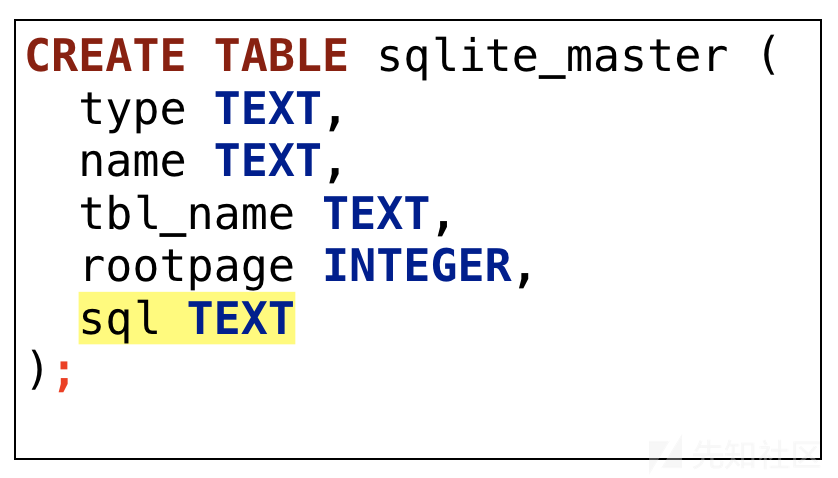 CREATE TABLE sqlite_master (
type TEXT,
name TEXT,
tbl_name TEXT,
rootpage INTEGER,
sql TEXT
);
先知社区